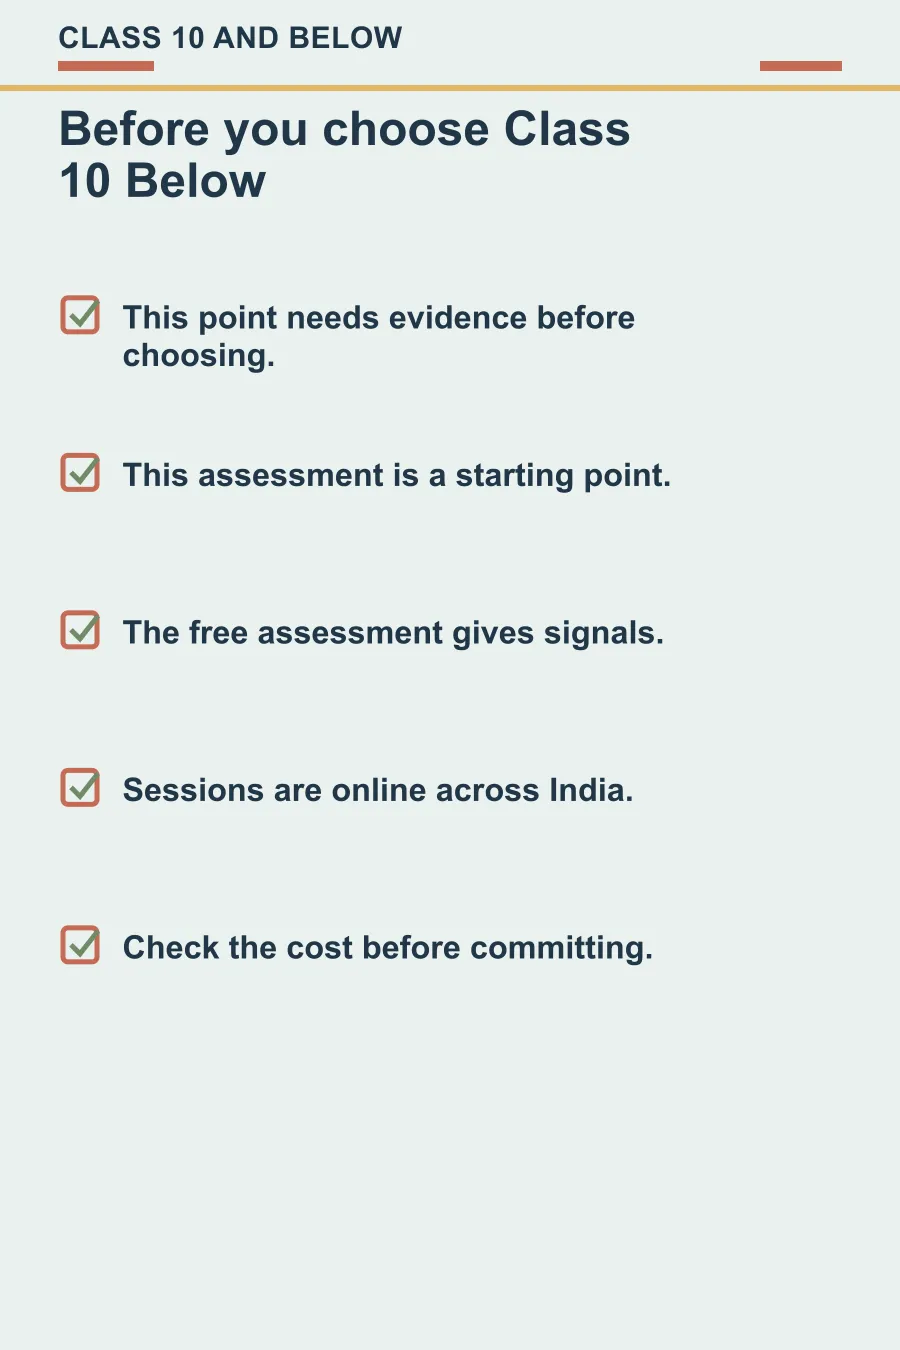 CLASS 10 AND BELOW
Before you choose Class
10 Below
This point needs evidence before
choosing.
This assessment is a starting point.
The free assessment gives signals.
Sessions are online across India.
Check the cost before committing.